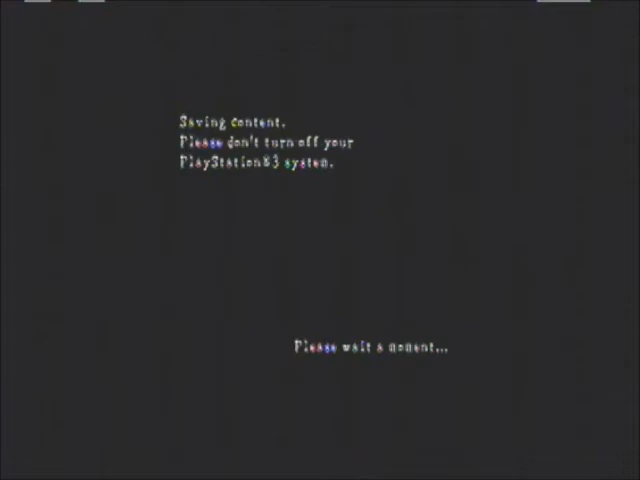 Saving content.
Please don't turn off your
PlayStation®3 system.
Please wait a moment...